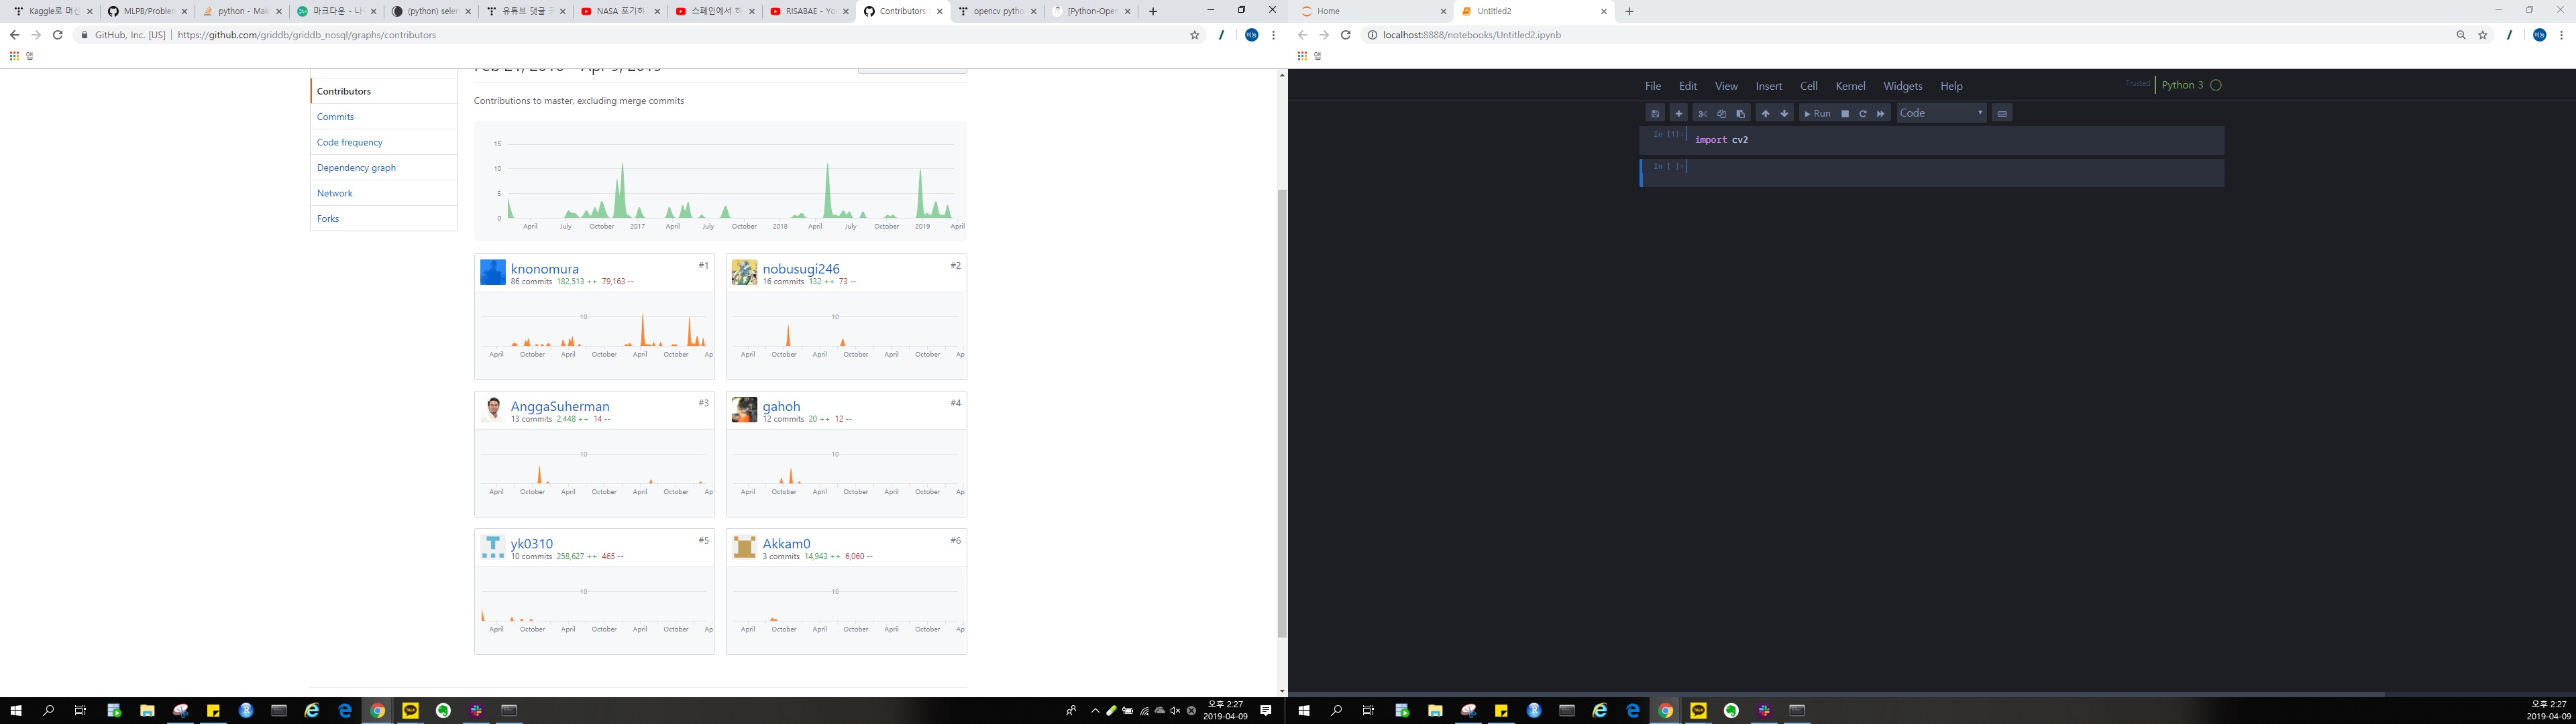 Kaggle로 머신
MLPB/Problem
python - Mak
마크다운 - 나
(python) selen
유튜브 댓글 크
NASA 포기하
스페인에서 하
RISABAE - Yo
Contributors
opencv pytho
[Python-Open
GitHub, Inc. [US]
https://github.com/griddb/griddb_nosql/graphs/contributors
앱
Contributors
Commits
Code frequency
Dependency graph
Network
Forks
Contributions to master, excluding merge commits
15
10
5
0
April July October 2017 April July October 2018 April July October 2019 April
knonomura #1
86 commits 182,513 ++ 79,163 --
10
April October April October April October Ap
nobusugi246 #2
16 commits 132 ++ 73 --
10
April October April October April October Ap
AnggaSuherman #3
13 commits 2,448 ++ 14 --
10
April October April October April October Ap
gahoh #4
12 commits 20 ++ 12 --
10
April October April October April October Ap
yk0310 #5
10 commits 258,627 ++ 465 --
10
April October April October April October Ap
Akkam0 #6
3 commits 14,943 ++ 6,060 --
10
April October April October April October Ap
오후 2:27
2019-04-09
Home
Untitled2
localhost:8888/notebooks/Untitled2.ipynb
앱
File Edit View Insert Cell Kernel Widgets Help
Trusted
Python 3
Run
Code
In [1]:
import cv2
In [ ]:
오후 2:27
2019-04-09